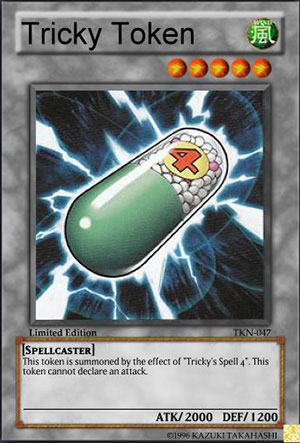 Tricky Token
WIND
風
4
Limited Edition
TKN-047
[SPELLCASTER]
This token is summoned by the effect of "Tricky's Spell 4". This
token cannot declare an attack.
ATK/ 2000 DEF/ 1200
©1996 KAZUKI TAKAHASHI